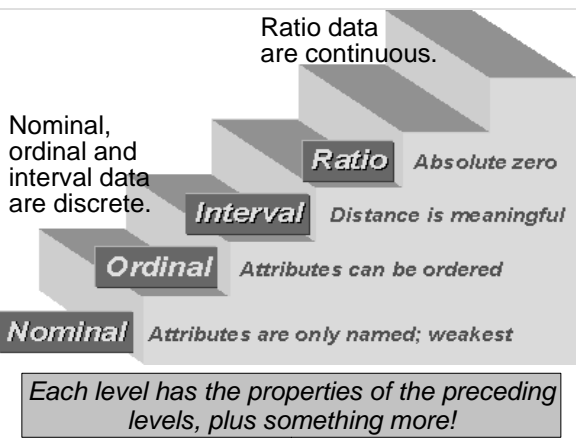 Ratio data
are continuous.
Nominal,
ordinal and
interval data
are discrete.
Ratio Absolute zero
Interval Distance is meaningful
Ordinal Attributes can be ordered
Nominal Attributes are only named; weakest
Each level has the properties of the preceding
levels, plus something more!